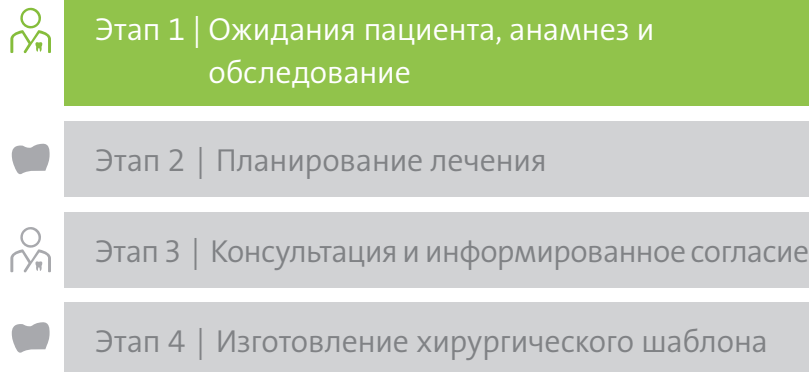 Этап 1 | Ожидания пациента, анамнез и
обследование
Этап 2 | Планирование лечения
Этап 3 | Консультация и информированное согласие
Этап 4 | Изготовление хирургического шаблона